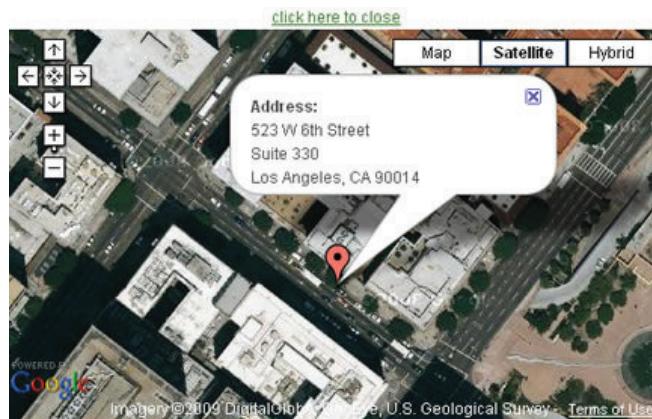 click here to close
Map Satellite Hybrid
Address:
523 W 6th Street
Suite 330
Los Angeles, CA 90014
POWERED BY
Google
Imagery ©2009 DigitalGlobe, GeoEye, U.S. Geological Survey - Terms of Use